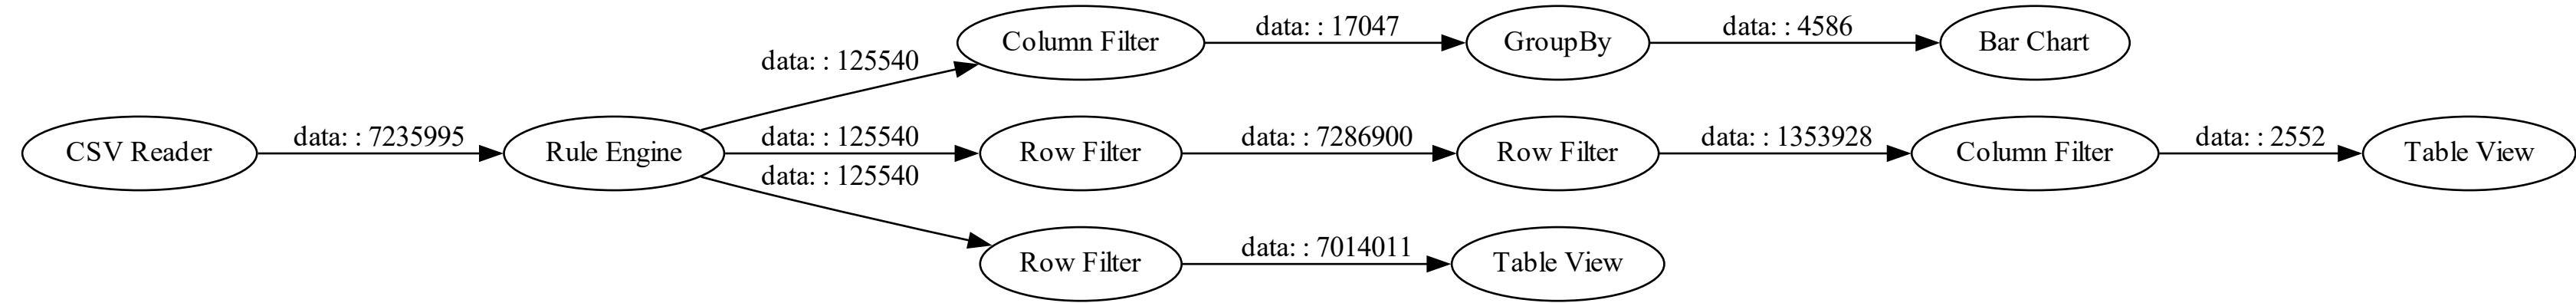 Column Filter
data: : 17047
GroupBy
data: : 4586
Bar Chart
data: : 125540
CSV Reader
data: : 7235995
Rule Engine
data: : 125540
Row Filter
data: : 7286900
Row Filter
data: : 1353928
Column Filter
data: : 2552
Table View
data: : 125540
Row Filter
data: : 7014011
Table View